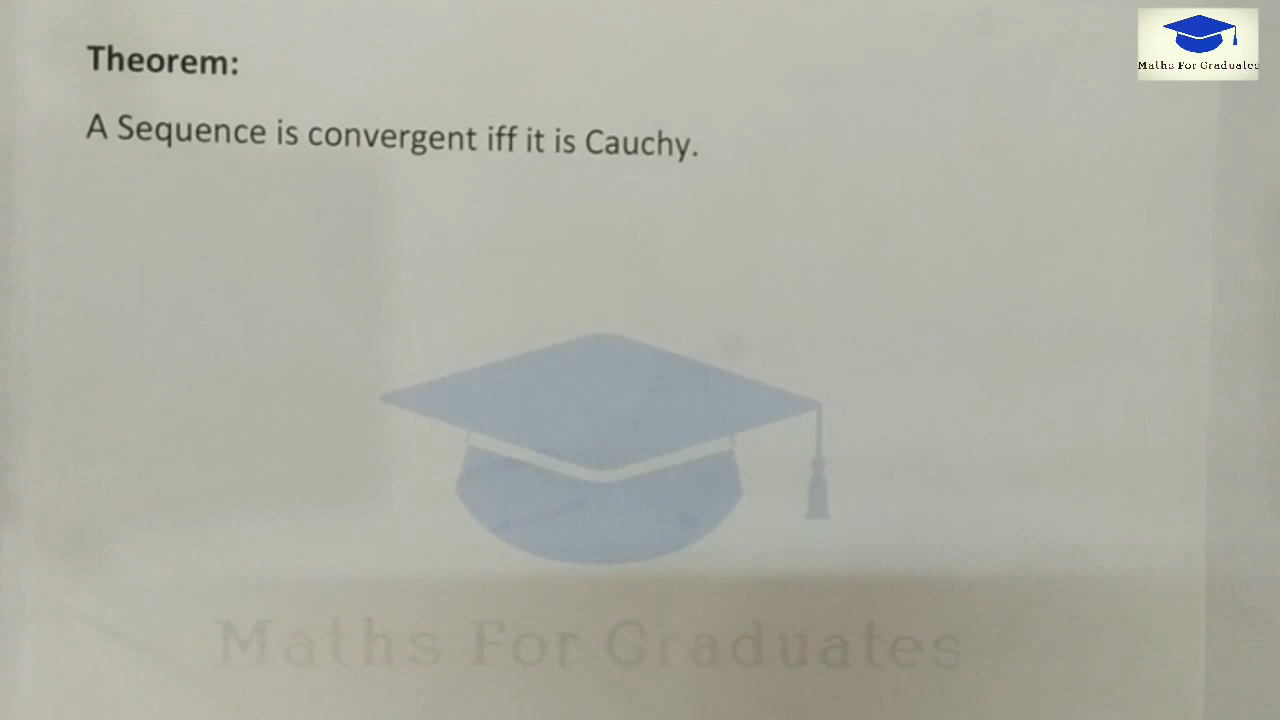 Maths For Graduates
Theorem:
A Sequence is convergent iff it is Cauchy.
Maths For Graduates